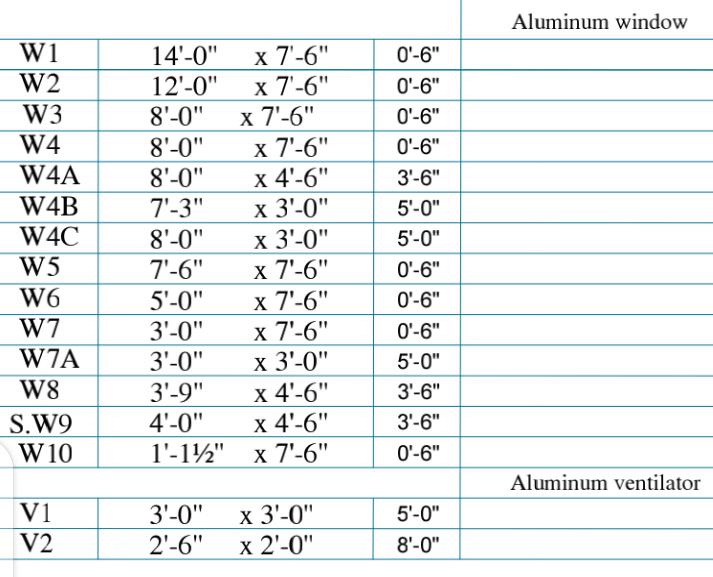 Aluminum window
W1 14'-0" x 7'-6" 0'-6"
W2 12'-0" x 7'-6" 0'-6"
W3 8'-0" x 7'-6" 0'-6"
W4 8'-0" x 7'-6" 0'-6"
W4A 8'-0" x 4'-6" 3'-6"
W4B 7'-3" x 3'-0" 5'-0"
W4C 8'-0" x 3'-0" 5'-0"
W5 7'-6" x 7'-6" 0'-6"
W6 5'-0" x 7'-6" 0'-6"
W7 3'-0" x 7'-6" 0'-6"
W7A 3'-0" x 3'-0" 5'-0"
W8 3'-9" x 4'-6" 3'-6"
S.W9 4'-0" x 4'-6" 3'-6"
W10 1'-1½" x 7'-6" 0'-6"
Aluminum ventilator
V1 3'-0" x 3'-0" 5'-0"
V2 2'-6" x 2'-0" 8'-0"